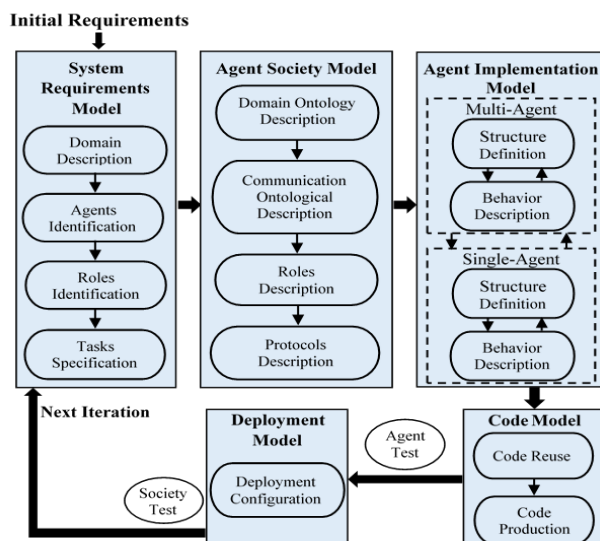 Initial Requirements
System
Requirements
Model
Domain
Description
Agents
Identification
Roles
Identification
Tasks
Specification
Agent Society Model
Domain Ontology
Description
Communication
Ontological
Description
Roles
Description
Protocols
Description
Agent Implementation
Model
Multi-Agent
Structure
Definition
Behavior
Description
Single-Agent
Structure
Definition
Behavior
Description
Code Model
Code Reuse
Code
Production
Agent
Test
Deployment
Model
Deployment
Configuration
Society
Test
Next Iteration